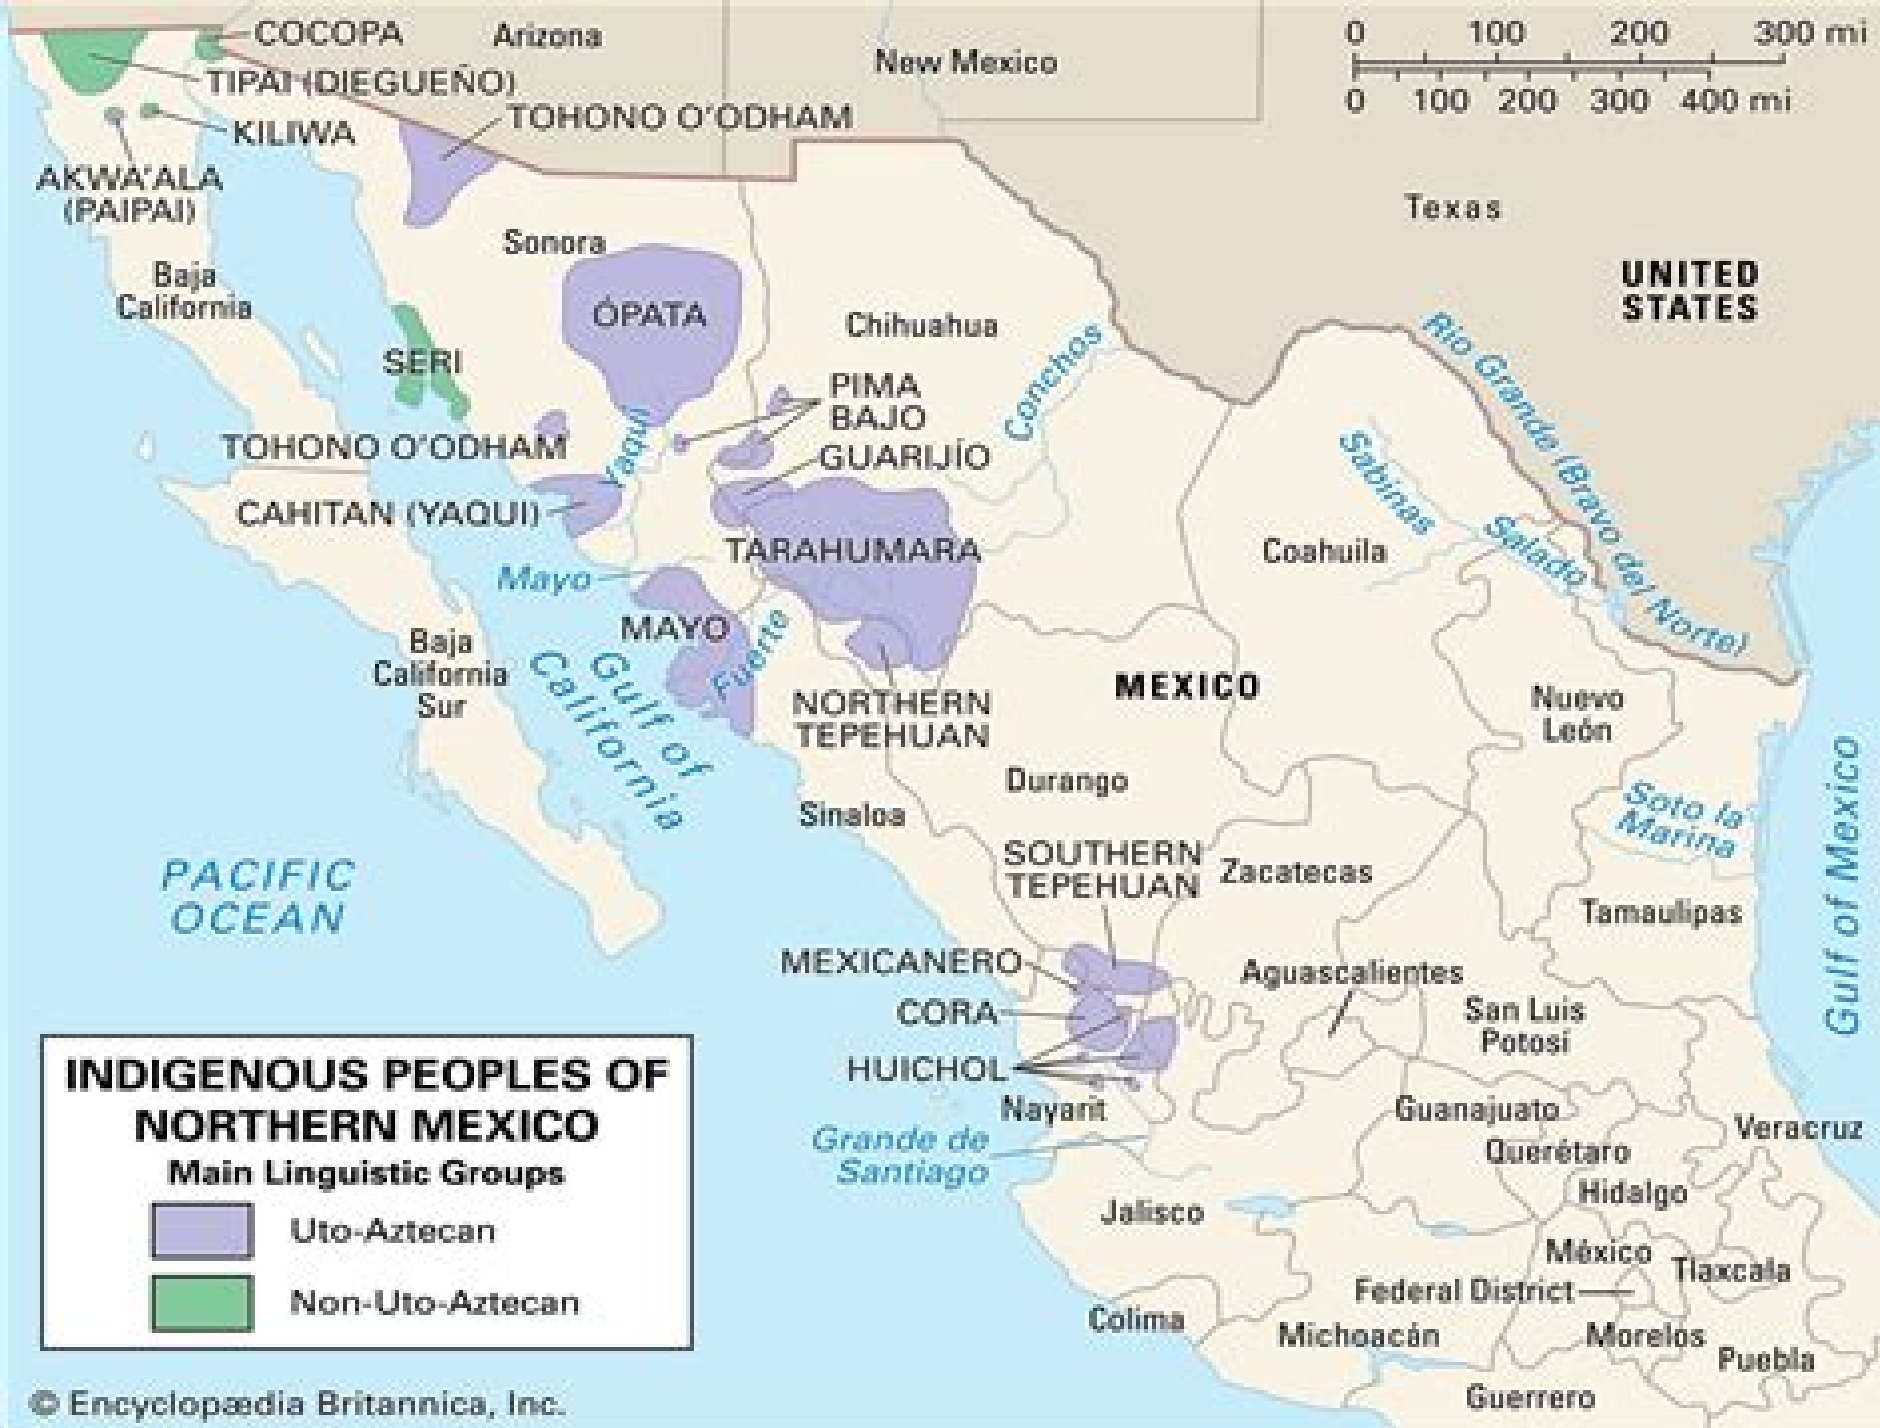 COCOPA
Arizona
New Mexico
0 100 200 300 mi
0 100 200 300 400 mi
TIPAI (DIEGUEÑO)
TOHONO O'ODHAM
KILIWA
AKWA'ALA
(PAIPAI)
Texas
UNITED
STATES
Sonora
Baja
California
ÓPATA
Chihuahua
Conchos
Rio Grande (Bravo del Norte)
SERI
PIMA
BAJO
GUARIJÍO
TOHONO O'ODHAM
Yaqui
Sabinas
CAHITAN (YAQUI)
Salado
TARAHUMARA
Coahuila
Mayo
MAYO
Fuerte
Baja
California
Sur
Gulf of
California
NORTHERN
TEPEHUAN
MEXICO
Nuevo
León
Durango
Sinaloa
Soto la
Marina
Gulf of Mexico
SOUTHERN
TEPEHUAN
Zacatecas
PACIFIC
OCEAN
Tamaulipas
MEXICANERO
Aguascalientes
CORA
San Luis
Potosí
HUICHOL
Nayarit
Guanajuato
Veracruz
Grande de
Santiago
Querétaro
Hidalgo
Jalisco
México
Tlaxcala
Federal District
Colima
Michoacán
Morelos
Puebla
Guerrero
INDIGENOUS PEOPLES OF
NORTHERN MEXICO
Main Linguistic Groups
Uto-Aztecan
Non-Uto-Aztecan
© Encyclopædia Britannica, Inc.